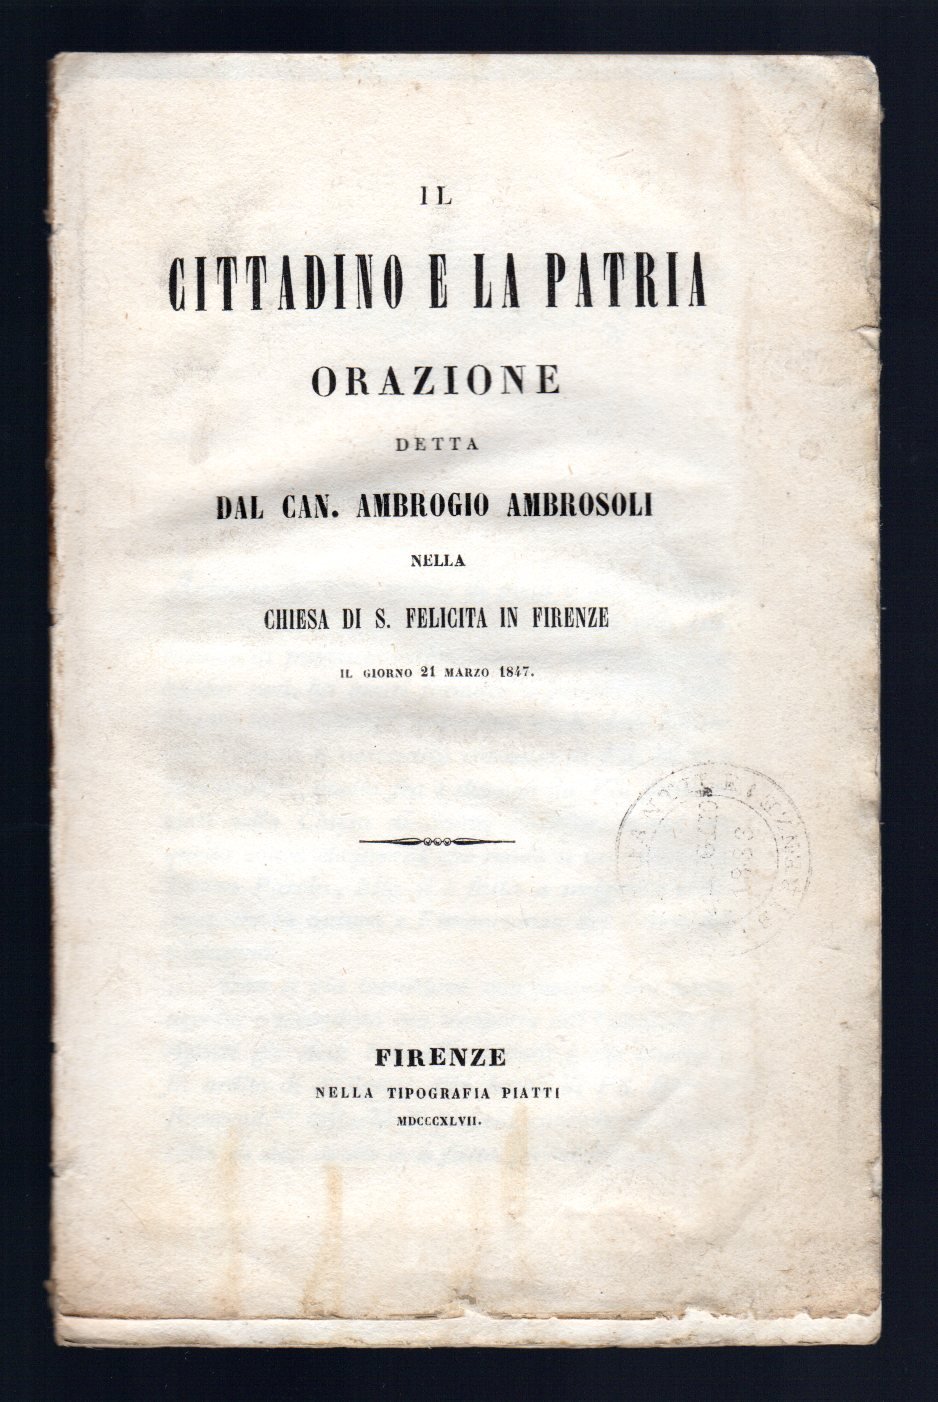 IL
CITTADINO E LA PATRIA
ORAZIONE
DETTA
DAL CAN. AMBROGIO AMBROSOLI
NELLA
CHIESA DI S. FELICITA IN FIRENZE
IL GIORNO 21 MARZO 1847.
FIRENZE
NELLA TIPOGRAFIA PIATTI
MDCCCXLVII.